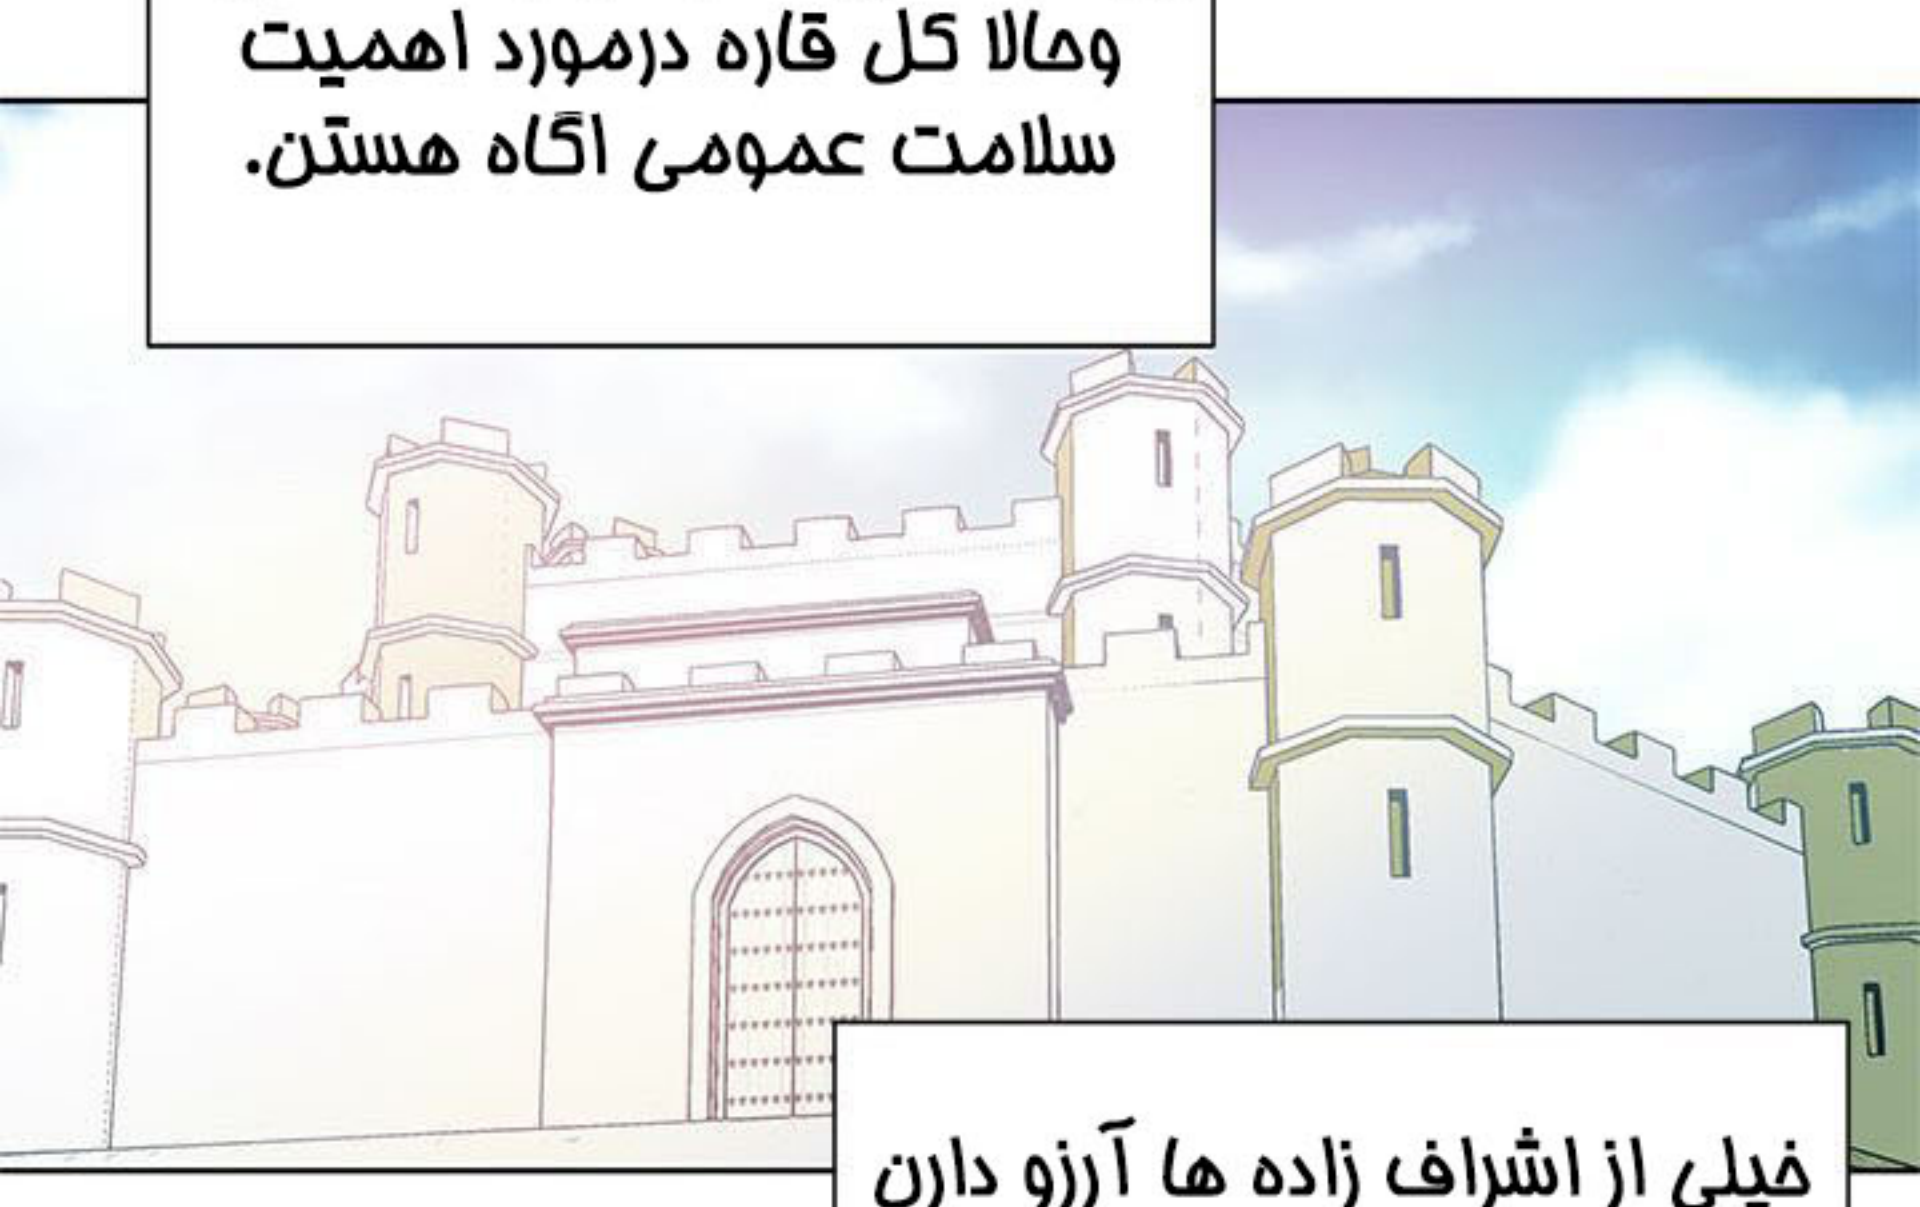 وحالا کل قاره درمورد اهمیت
سلامت عمومی اگاه هستن.
خیلی از اشراف زاده ها آرزو دارن